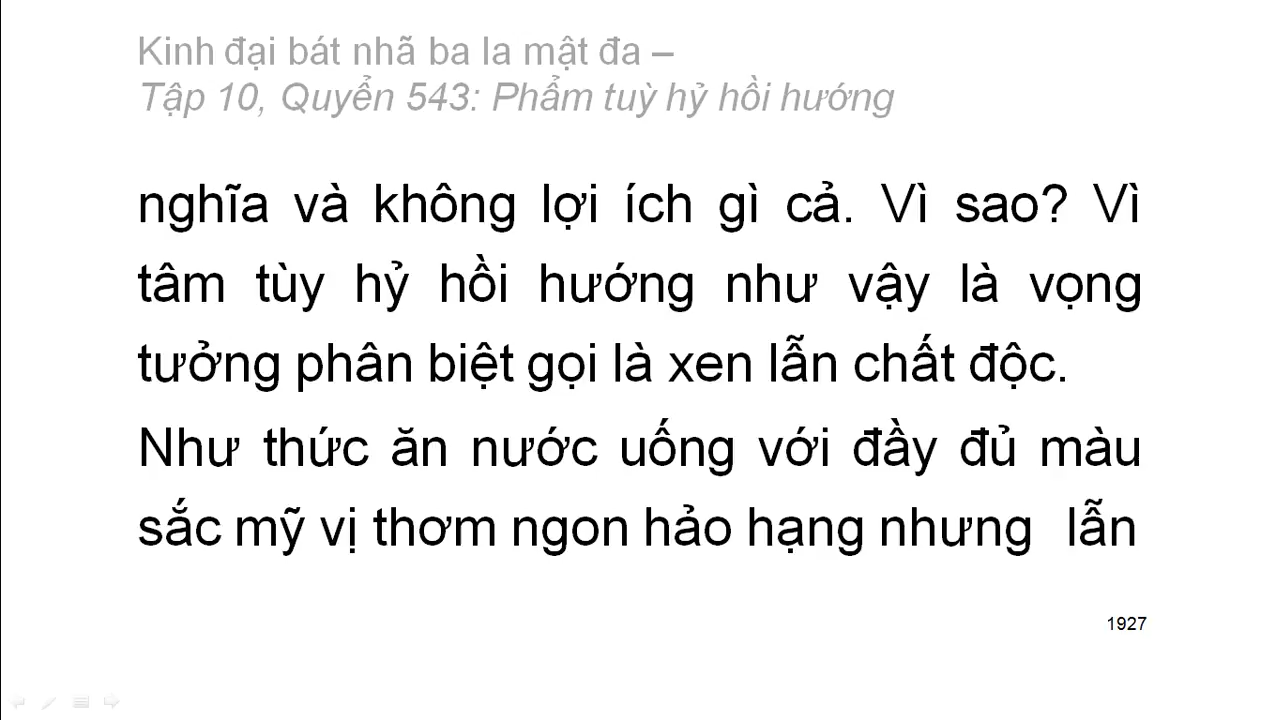 Kinh đại bát nhã ba la mật đa –
Tập 10, Quyển 543: Phẩm tuỳ hỷ hồi hướng
nghĩa và không lợi ích gì cả. Vì sao? Vì
tâm tùy hỷ hồi hướng như vậy là vọng
tưởng phân biệt gọi là xen lẫn chất độc.
Như thức ăn nước uống với đầy đủ màu
sắc mỹ vị thơm ngon hảo hạng nhưng lẫn
1927